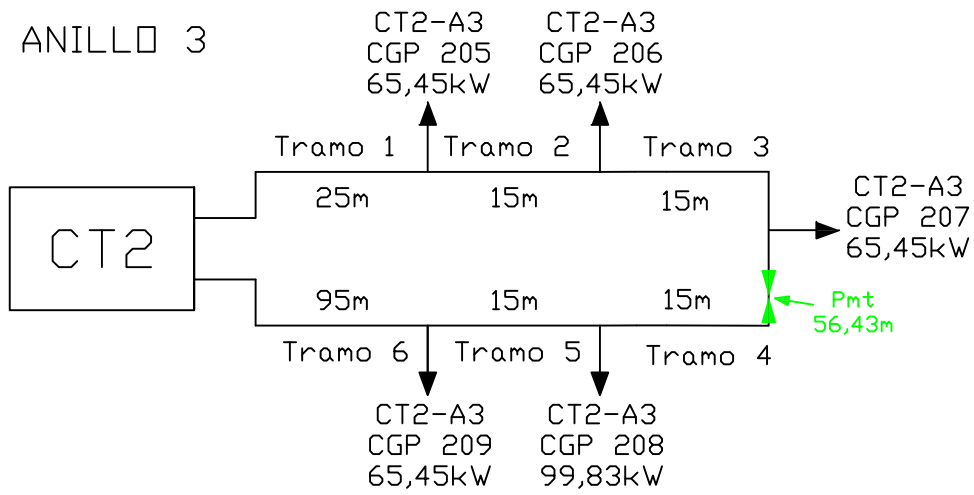 ANILLO 3
CT2-A3
CGP 205
65,45kW
CT2-A3
CGP 206
65,45kW
Tramo 1
Tramo 2
Tramo 3
25m
15m
15m
CT2-A3
CGP 207
65,45kW
CT2
95m
15m
15m
Pmt
56,43m
Tramo 6
Tramo 5
Tramo 4
CT2-A3
CGP 209
65,45kW
CT2-A3
CGP 208
99,83kW